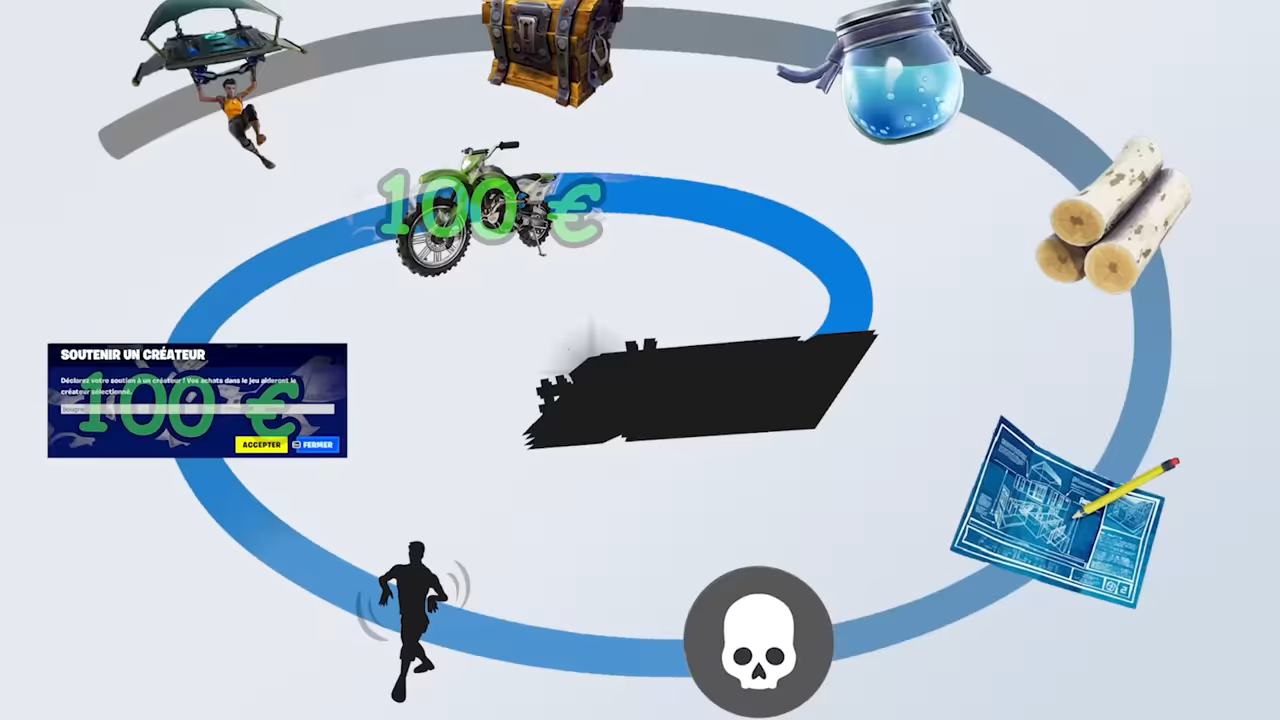 100 €
SOUTENIR UN CRÉATEUR
Déclarez votre soutien à un créateur ! Vos achats dans le jeu aideront le
créateur sélectionné.
100 €
ACCEPTER
FERMER